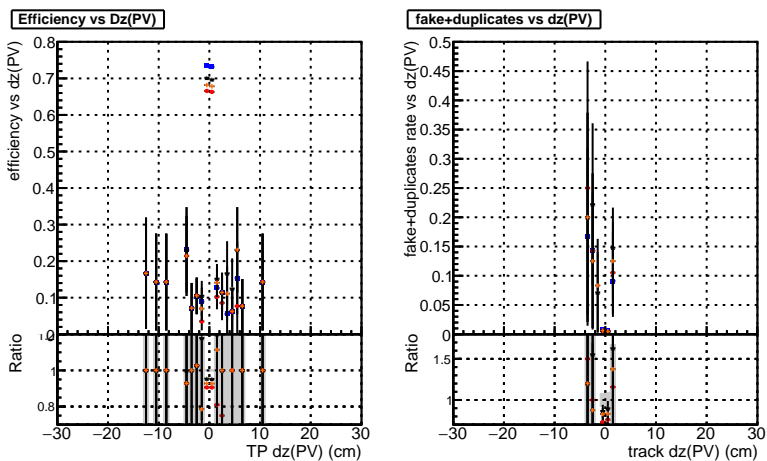 Efficiency vs Dz(PV)
efficiency vs dz(PV)
0.8
0.7
0.6
0.5
0.4
0.3
0.2
0.1
0
Ratio
1
0.8
−30 −20 −10 0 10 20 30
TP dz(PV) (cm)
fake+duplicates vs dz(PV)
fake+duplicates rate vs dz(PV)
0.5
0.45
0.4
0.35
0.3
0.25
0.2
0.15
0.1
0.05
0
Ratio
1.5
1
−30 −20 −10 0 10 20 30
track dz(PV) (cm)